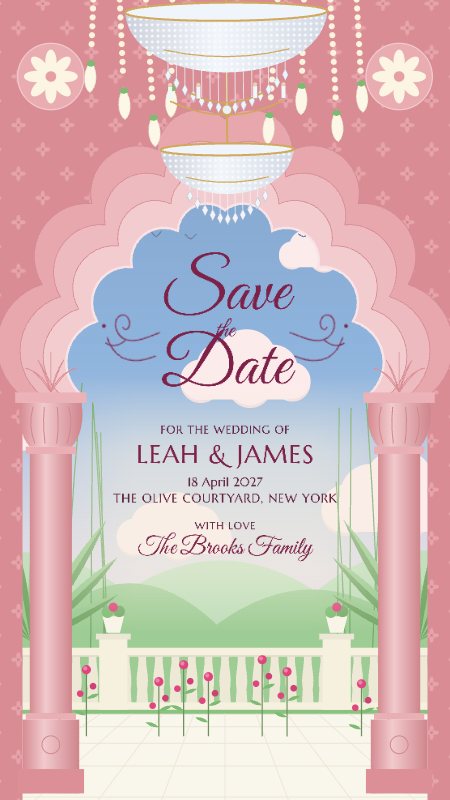 Save
the
Date
FOR THE WEDDING OF
LEAH & JAMES
18 April 2027
THE OLIVE COURTYARD, NEW YORK
WITH LOVE
The Brooks Family